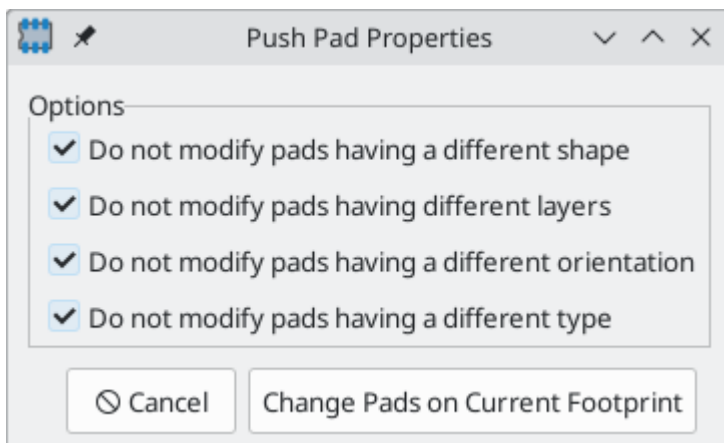 Push Pad Properties
Options
Do not modify pads having a different shape
Do not modify pads having different layers
Do not modify pads having a different orientation
Do not modify pads having a different type
Cancel
Change Pads on Current Footprint